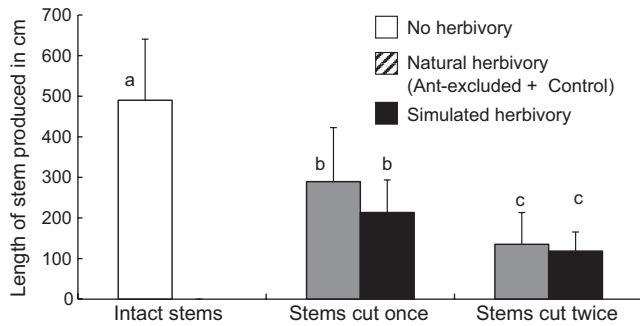 Length of stem produced in cm
700
600
500
400
300
200
100
0
No herbivory
Natural herbivory
(Ant-excluded + Control)
Simulated herbivory
a
b
b
c
c
Intact stems
Stems cut once
Stems cut twice